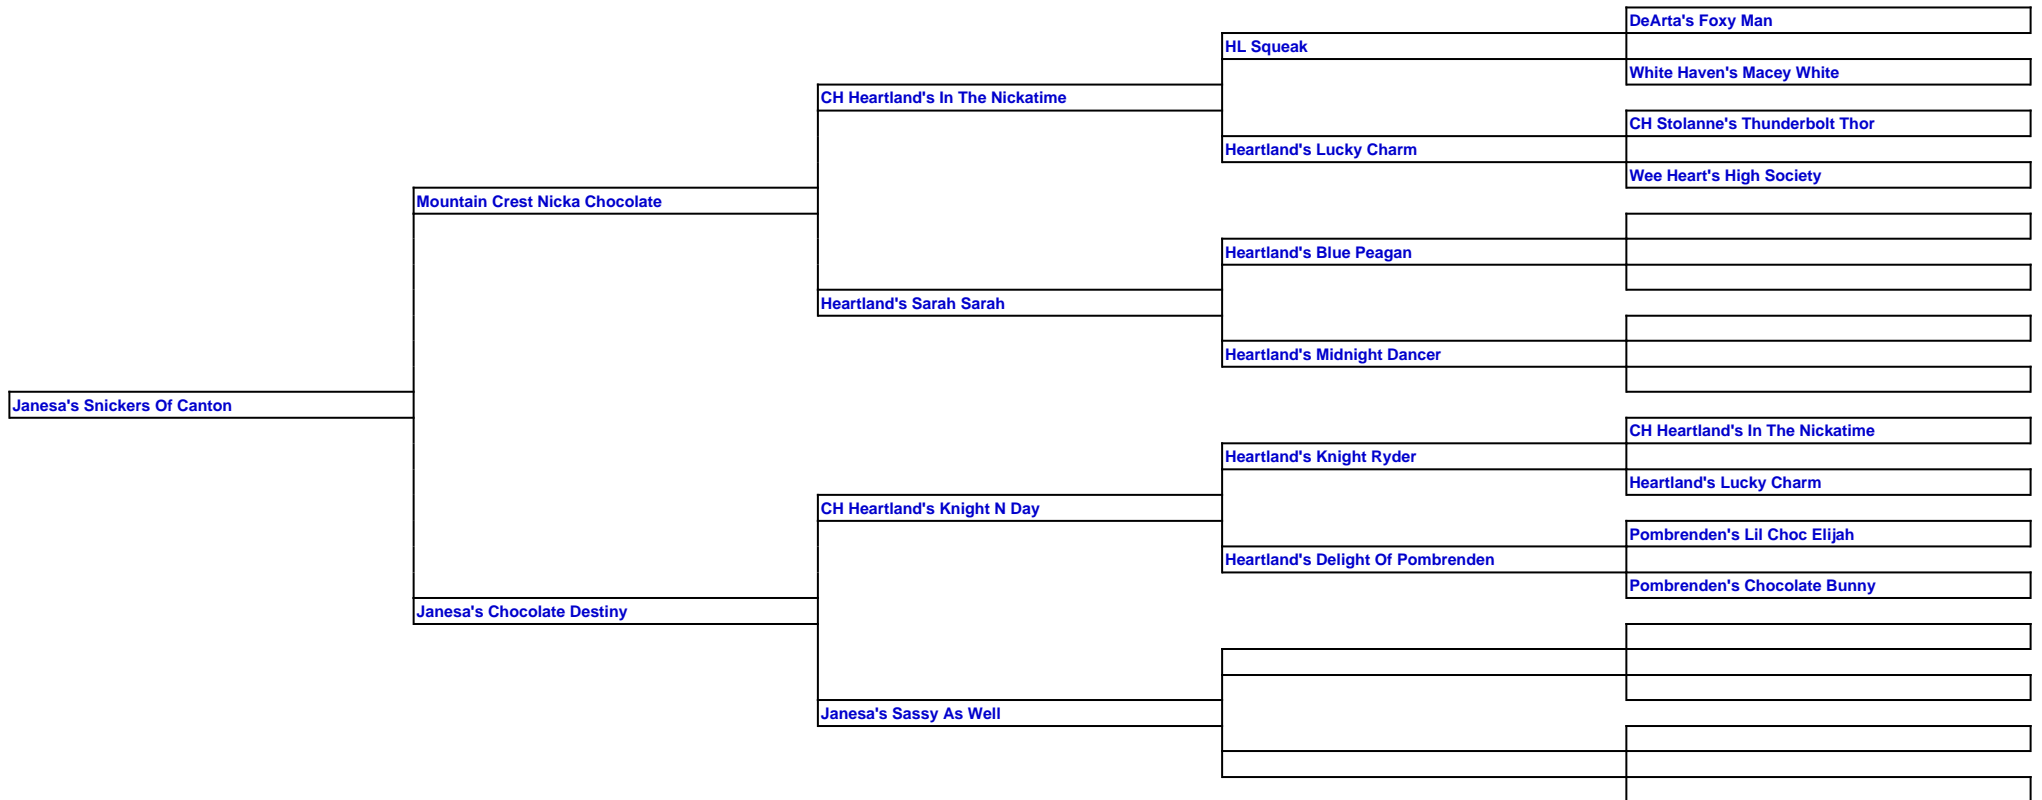 DeArta's Foxy Man
HL Squeak
White Haven's Macey White
CH Heartland's In The Nickatime
CH Stolanne's Thunderbolt Thor
Heartland's Lucky Charm
Wee Heart's High Society
Mountain Crest Nicka Chocolate
Heartland's Blue Peagan
Heartland's Sarah Sarah
Heartland's Midnight Dancer
Janesa's Snickers Of Canton
CH Heartland's In The Nickatime
Heartland's Knight Ryder
Heartland's Lucky Charm
CH Heartland's Knight N Day
Pombrenden's Lil Choc Elijah
Heartland's Delight Of Pombrenden
Pombrenden's Chocolate Bunny
Janesa's Chocolate Destiny
Janesa's Sassy As Well